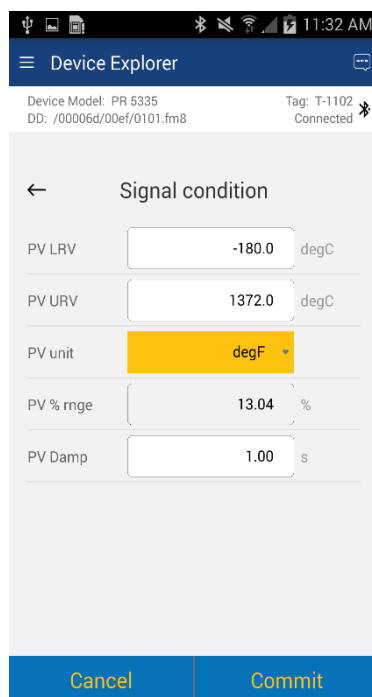 11:32 AM
Device Explorer
Device Model: PR 5335
Tag: T-1102
DD: /00006d/00ef/0101.fm8
Connected
Signal condition
PV LRV -180.0 degC
PV URV 1372.0 degC
PV unit degF
PV % rnge 13.04 %
PV Damp 1.00 s
Cancel Commit